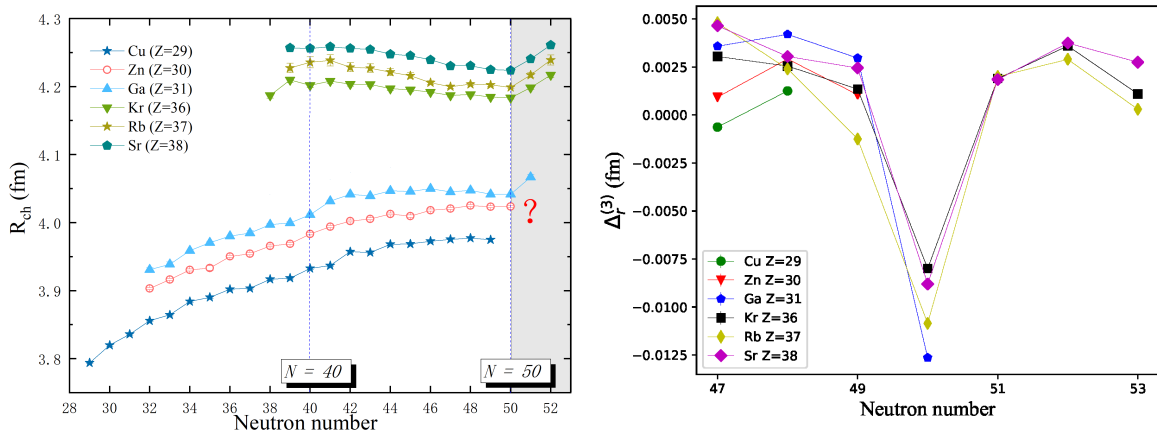 4.3
4.2
4.1
4.0
3.9
3.8
R_ch (fm)
Cu (Z=29)
Zn (Z=30)
Ga (Z=31)
Kr (Z=36)
Rb (Z=37)
Sr (Z=38)
?
N = 40
N = 50
28 30 32 34 36 38 40 42 44 46 48 50 52
Neutron number
0.0050
0.0025
0.0000
−0.0025
−0.0050
−0.0075
−0.0100
−0.0125
Δ_r^(3) (fm)
Cu Z=29
Zn Z=30
Ga Z=31
Kr Z=36
Rb Z=37
Sr Z=38
47 49 51 53
Neutron number